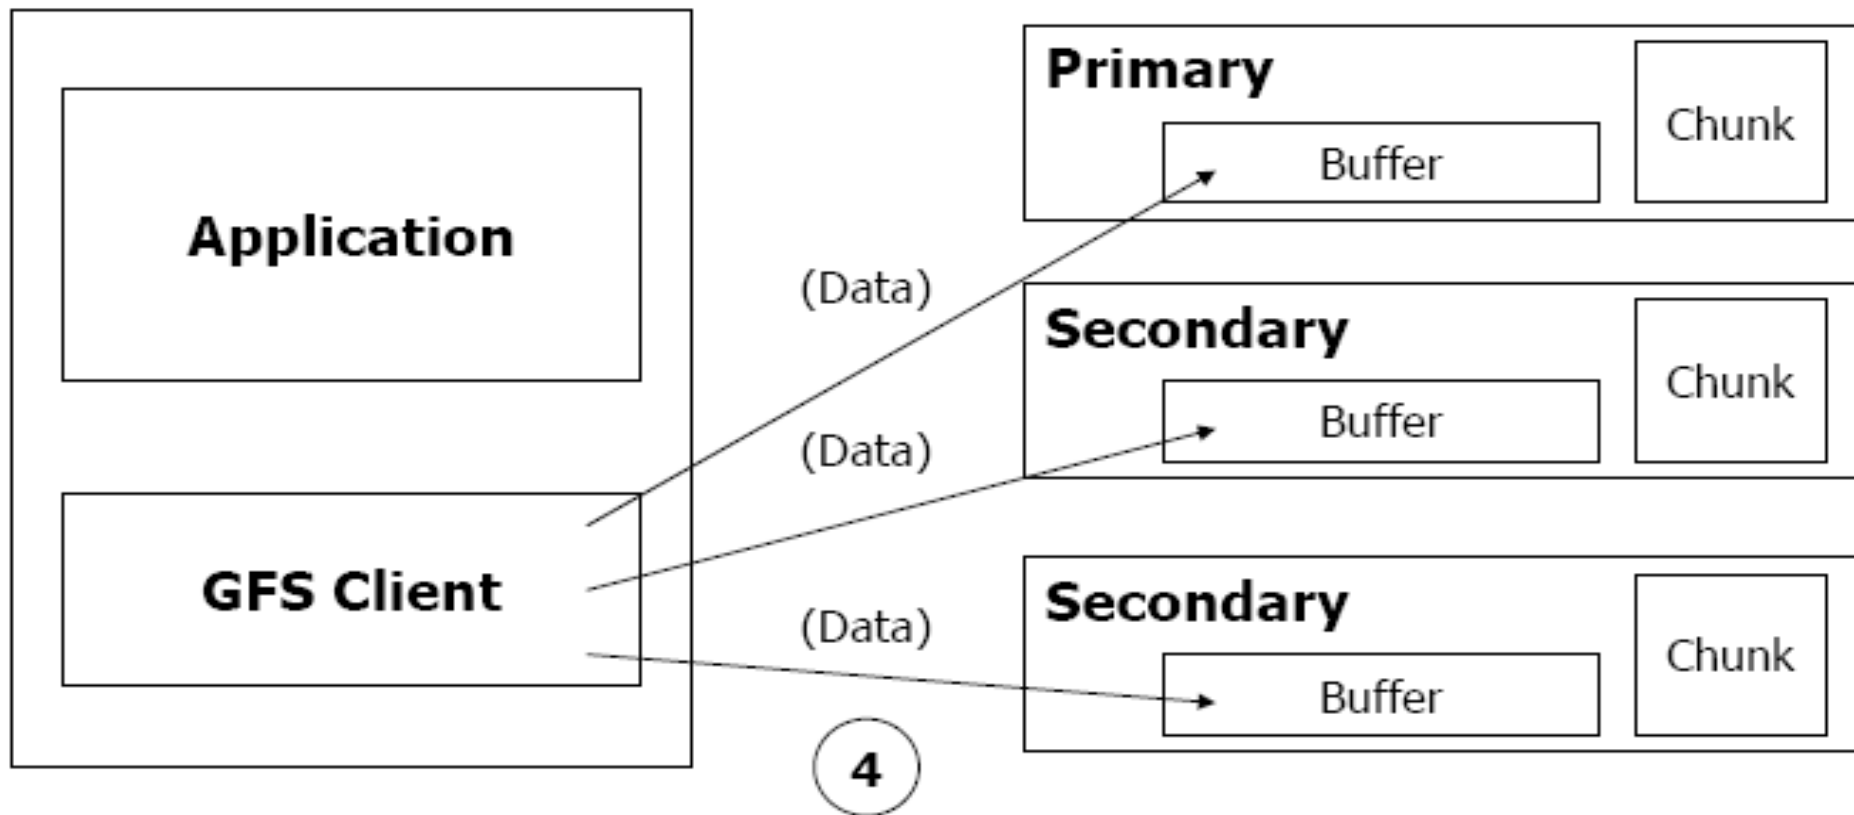 Application
GFS Client
(Data)
(Data)
(Data)
4
Primary
Buffer
Chunk
Secondary
Buffer
Chunk
Secondary
Buffer
Chunk